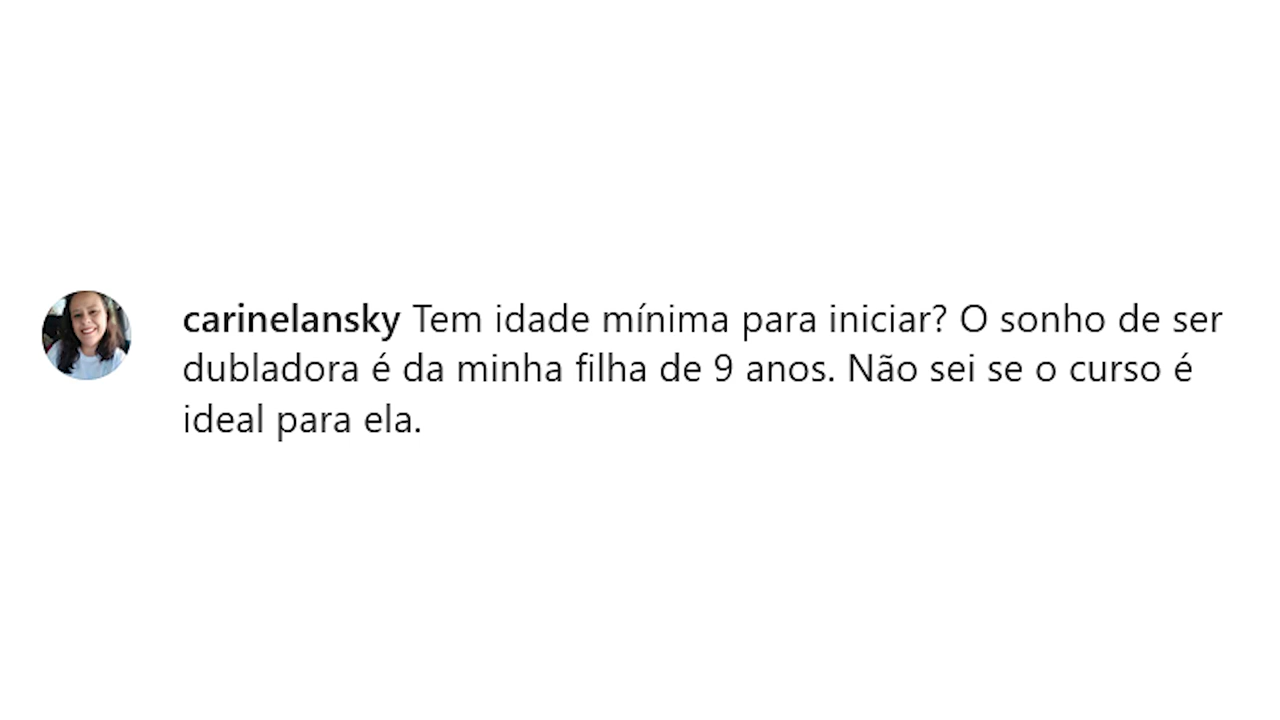 carinelansky Tem idade mínima para iniciar? O sonho de ser
dubladora é da minha filha de 9 anos. Não sei se o curso é
ideal para ela.